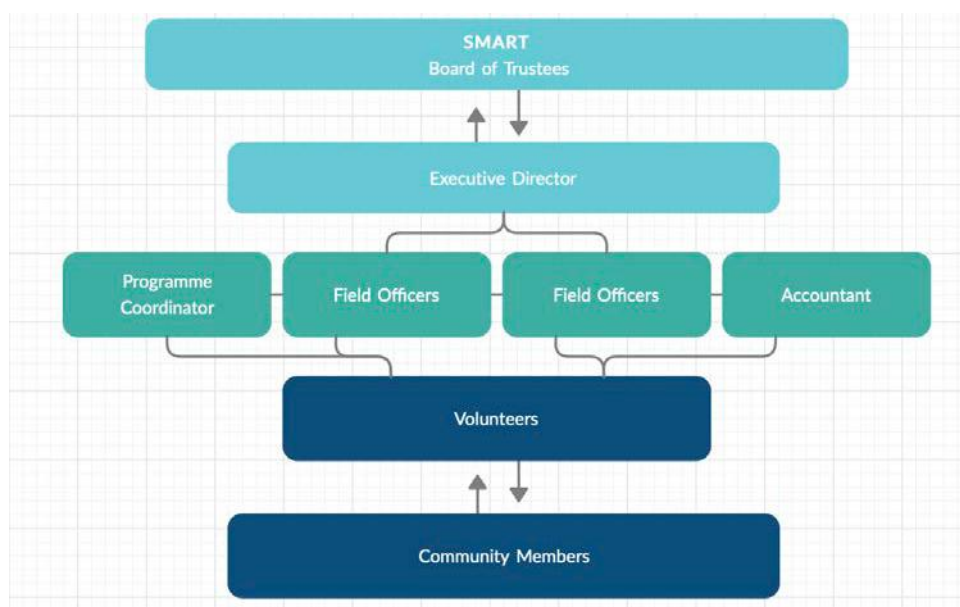 SMART
Board of Trustees
Executive Director
Programme
Coordinator
Field Officers
Field Officers
Accountant
Volunteers
Community Members